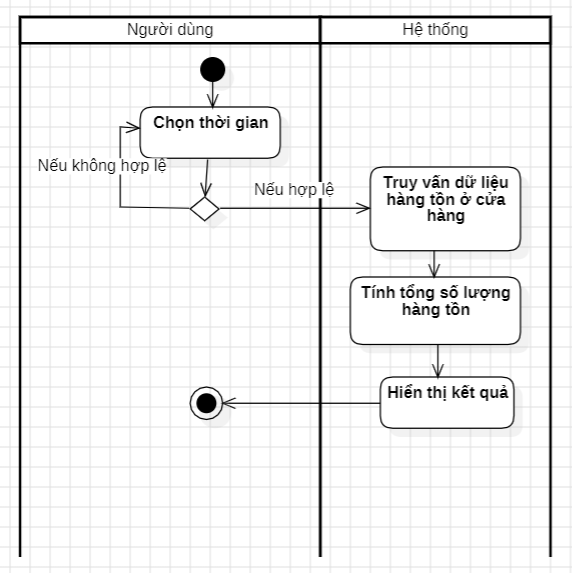 Người dùng
Hệ thống
Chọn thời gian
Nếu không hợp lệ
Nếu hợp lệ
Truy vấn dữ liệu
hàng tồn ở cửa
hàng
Tính tổng số lượng
hàng tồn
Hiển thị kết quả